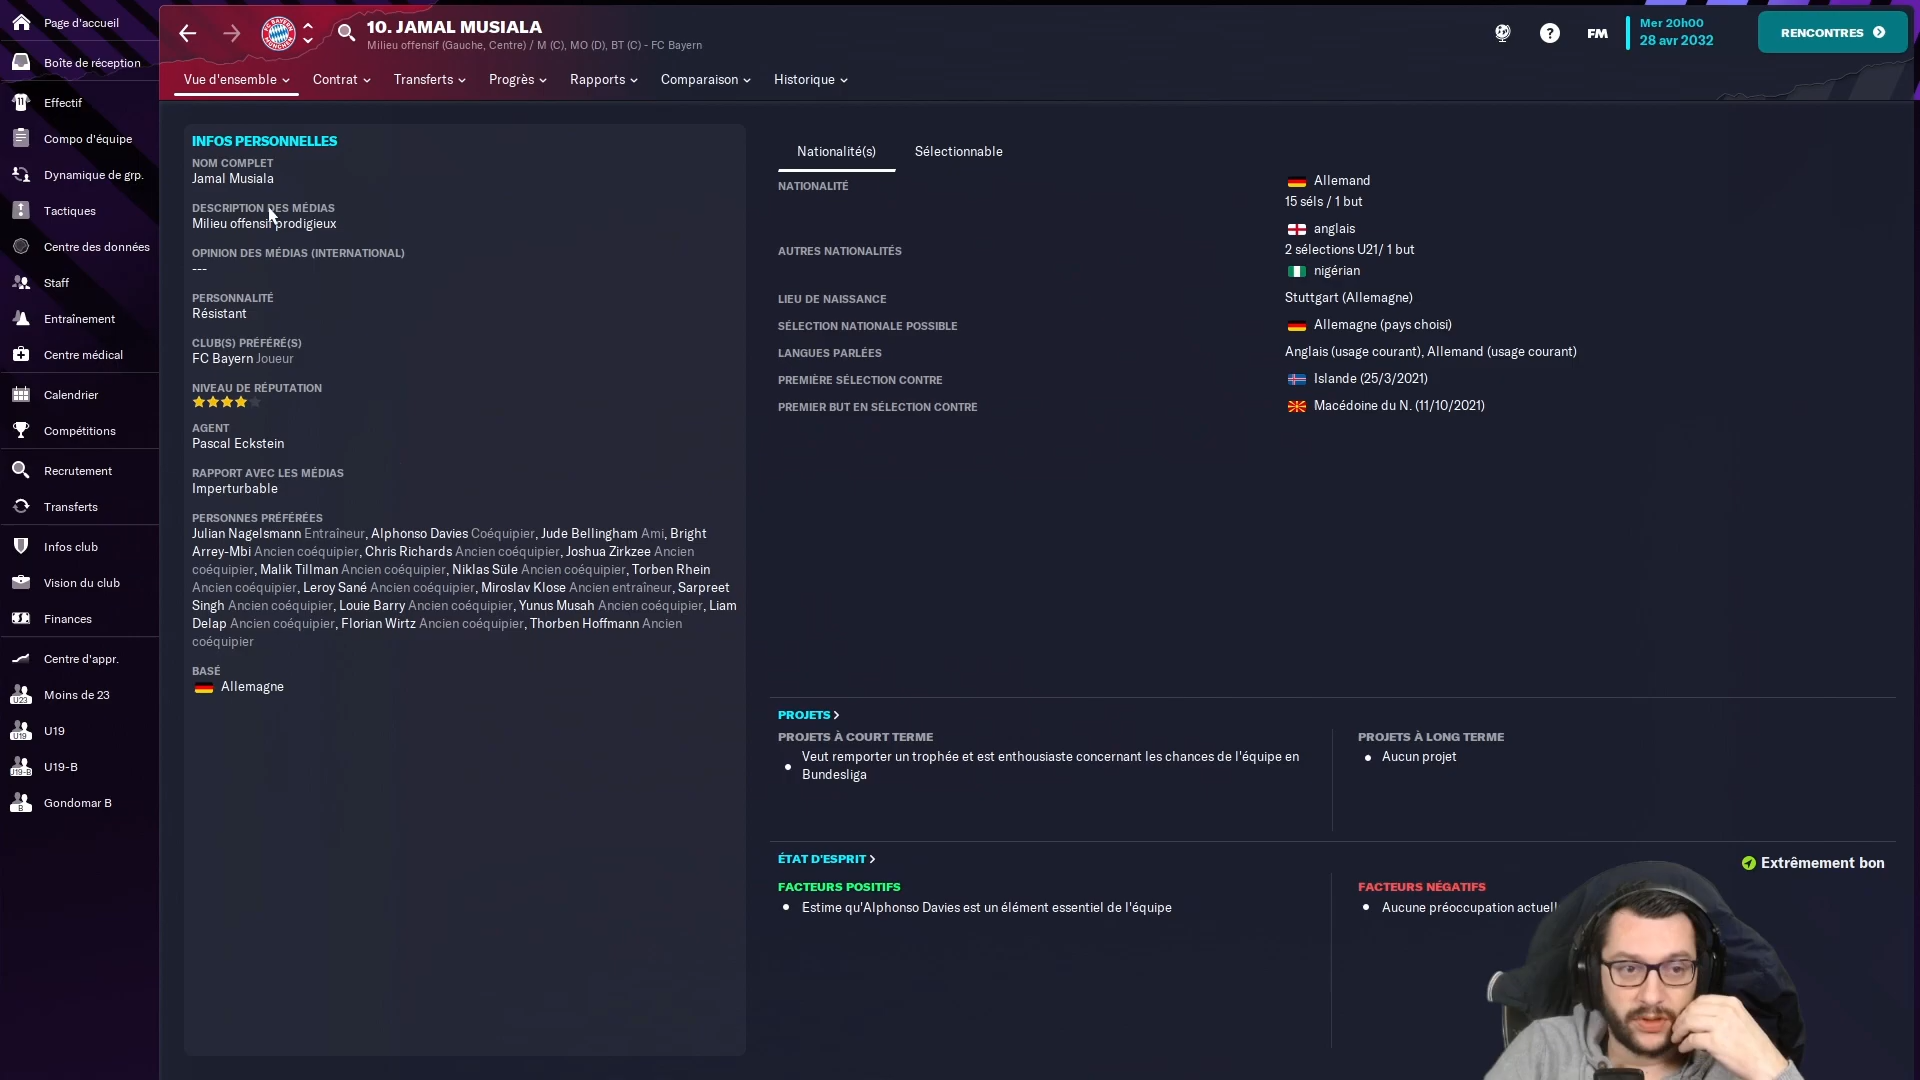 Page d'accueil
Boîte de réception
Effectif
Compo d'équipe
Dynamique de grp.
Tactiques
Centre des données
Staff
Entraînement
Centre médical
Calendrier
Compétitions
Recrutement
Transferts
Infos club
Vision du club
Finances
Centre d'appr.
Moins de 23
U19
U19-B
Gondomar B
10. JAMAL MUSIALA
Milieu offensif (Gauche, Centre) / M (C), MO (D), BT (C) - FC Bayern
FM
Mer 20h00
28 avr 2032
RENCONTRES
Vue d'ensemble
Contrat
Transferts
Progrès
Rapports
Comparaison
Historique
INFOS PERSONNELLES
NOM COMPLET
Jamal Musiala
DESCRIPTION DES MÉDIAS
Milieu offensif prodigieux
OPINION DES MÉDIAS (INTERNATIONAL)
---
PERSONNALITÉ
Résistant
CLUB(S) PRÉFÉRÉ(S)
FC Bayern Joueur
NIVEAU DE RÉPUTATION
AGENT
Pascal Eckstein
RAPPORT AVEC LES MÉDIAS
Imperturbable
PERSONNES PRÉFÉRÉES
Julian Nagelsmann Entraîneur, Alphonso Davies Coéquipier, Jude Bellingham Ami, Bright
Arrey-Mbi Ancien coéquipier, Chris Richards Ancien coéquipier, Joshua Zirkzee Ancien
coéquipier, Malik Tillman Ancien coéquipier, Niklas Süle Ancien coéquipier, Torben Rhein
Ancien coéquipier, Leroy Sané Ancien coéquipier, Miroslav Klose Ancien entraîneur, Sarpreet
Singh Ancien coéquipier, Louie Barry Ancien coéquipier, Yunus Musah Ancien coéquipier, Liam
Delap Ancien coéquipier, Florian Wirtz Ancien coéquipier, Thorben Hoffmann Ancien
coéquipier
BASÉ
Allemagne
Nationalité(s)
Sélectionnable
NATIONALITÉ
Allemand
15 séls / 1 but
AUTRES NATIONALITÉS
anglais
2 sélections U21/ 1 but
nigérian
LIEU DE NAISSANCE
Stuttgart (Allemagne)
SÉLECTION NATIONALE POSSIBLE
Allemagne (pays choisi)
LANGUES PARLÉES
Anglais (usage courant), Allemand (usage courant)
PREMIÈRE SÉLECTION CONTRE
Islande (25/3/2021)
PREMIER BUT EN SÉLECTION CONTRE
Macédoine du N. (11/10/2021)
PROJETS
PROJETS À COURT TERME
Veut remporter un trophée et est enthousiaste concernant les chances de l'équipe en
Bundesliga
PROJETS À LONG TERME
Aucun projet
ÉTAT D'ESPRIT
Extrêmement bon
FACTEURS POSITIFS
Estime qu'Alphonso Davies est un élément essentiel de l'équipe
FACTEURS NÉGATIFS
Aucune préoccupation actuell